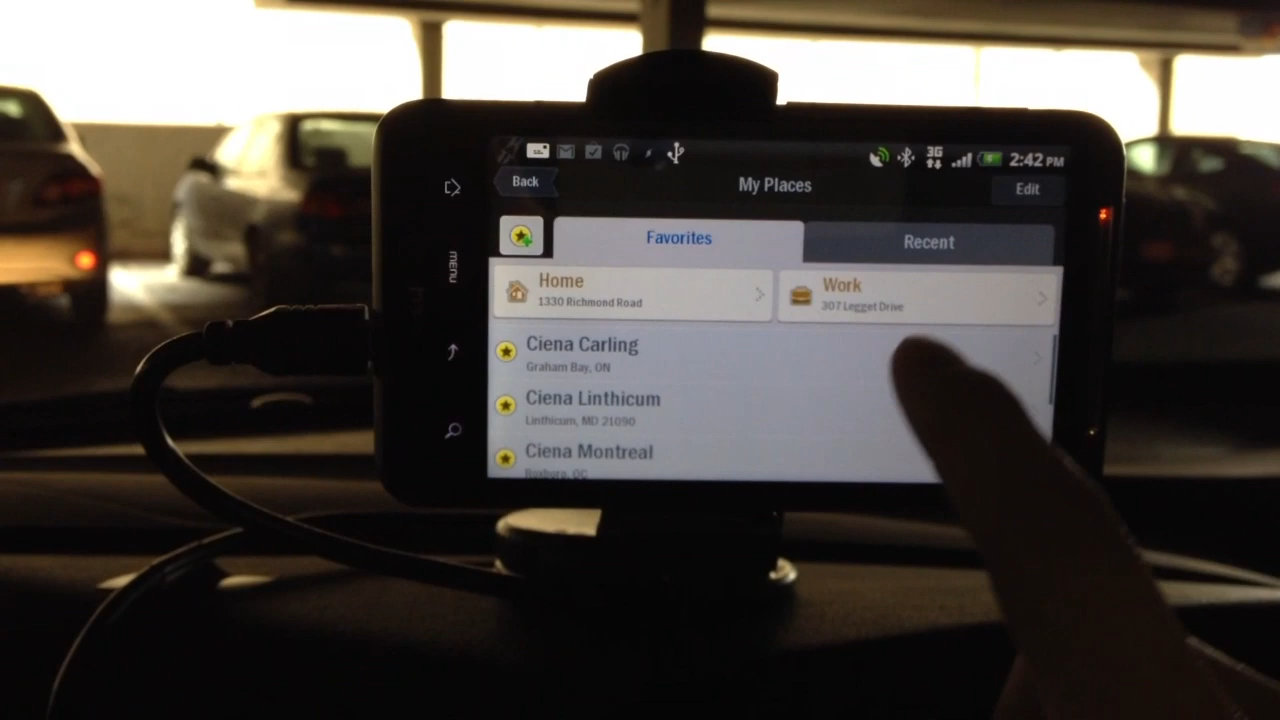 3G
2:42 PM
Back
My Places
Edit
Favorites
Recent
menu
Home
1330 Richmond Road
Work
307 Legget Drive
Ciena Carling
Graham Bay, ON
Ciena Linthicum
Linthicum, MD 21090
Ciena Montreal